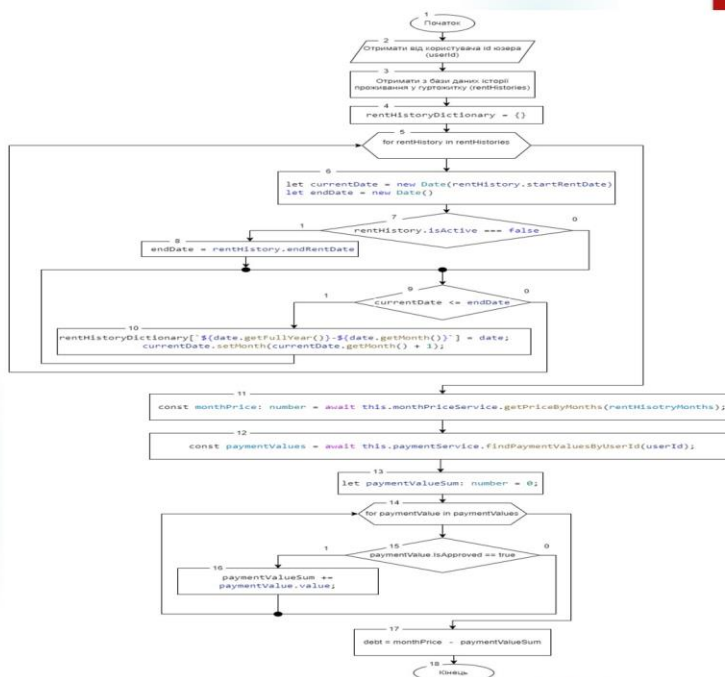 1
Початок
2
Отримати від користувача id юзера
(userId)
3
Отримати з бази даних історії
проживання у гуртожитку (rentHistories)
4
rentHistoryDictionary = {}
5
for rentHistory in rentHistories
6
let currentDate = new Date(rentHistory.startRentDate)
let endDate = new Date()
7
1
0
rentHistory.isActive === false
8
endDate = rentHistory.endRentDate
9
1
0
currentDate <= endDate
10
rentHistoryDictionary[`${date.getFullYear()}-${date.getMonth()}`] = date;
currentDate.setMonth(currentDate.getMonth() + 1);
11
const monthPrice: number = await this.monthPriceService.getPriceByMonths(rentHisotryMonths);
12
const paymentValues = await this.paymentService.findPaymentValuesByUserId(userId);
13
let paymentValueSum: number = 0;
14
for paymentValue in paymentValues
15
1
0
paymentValue.IsApproved == true
16
paymentValueSum +=
paymentValue.value;
17
debt = monthPrice - paymentValueSum
18
Кінець